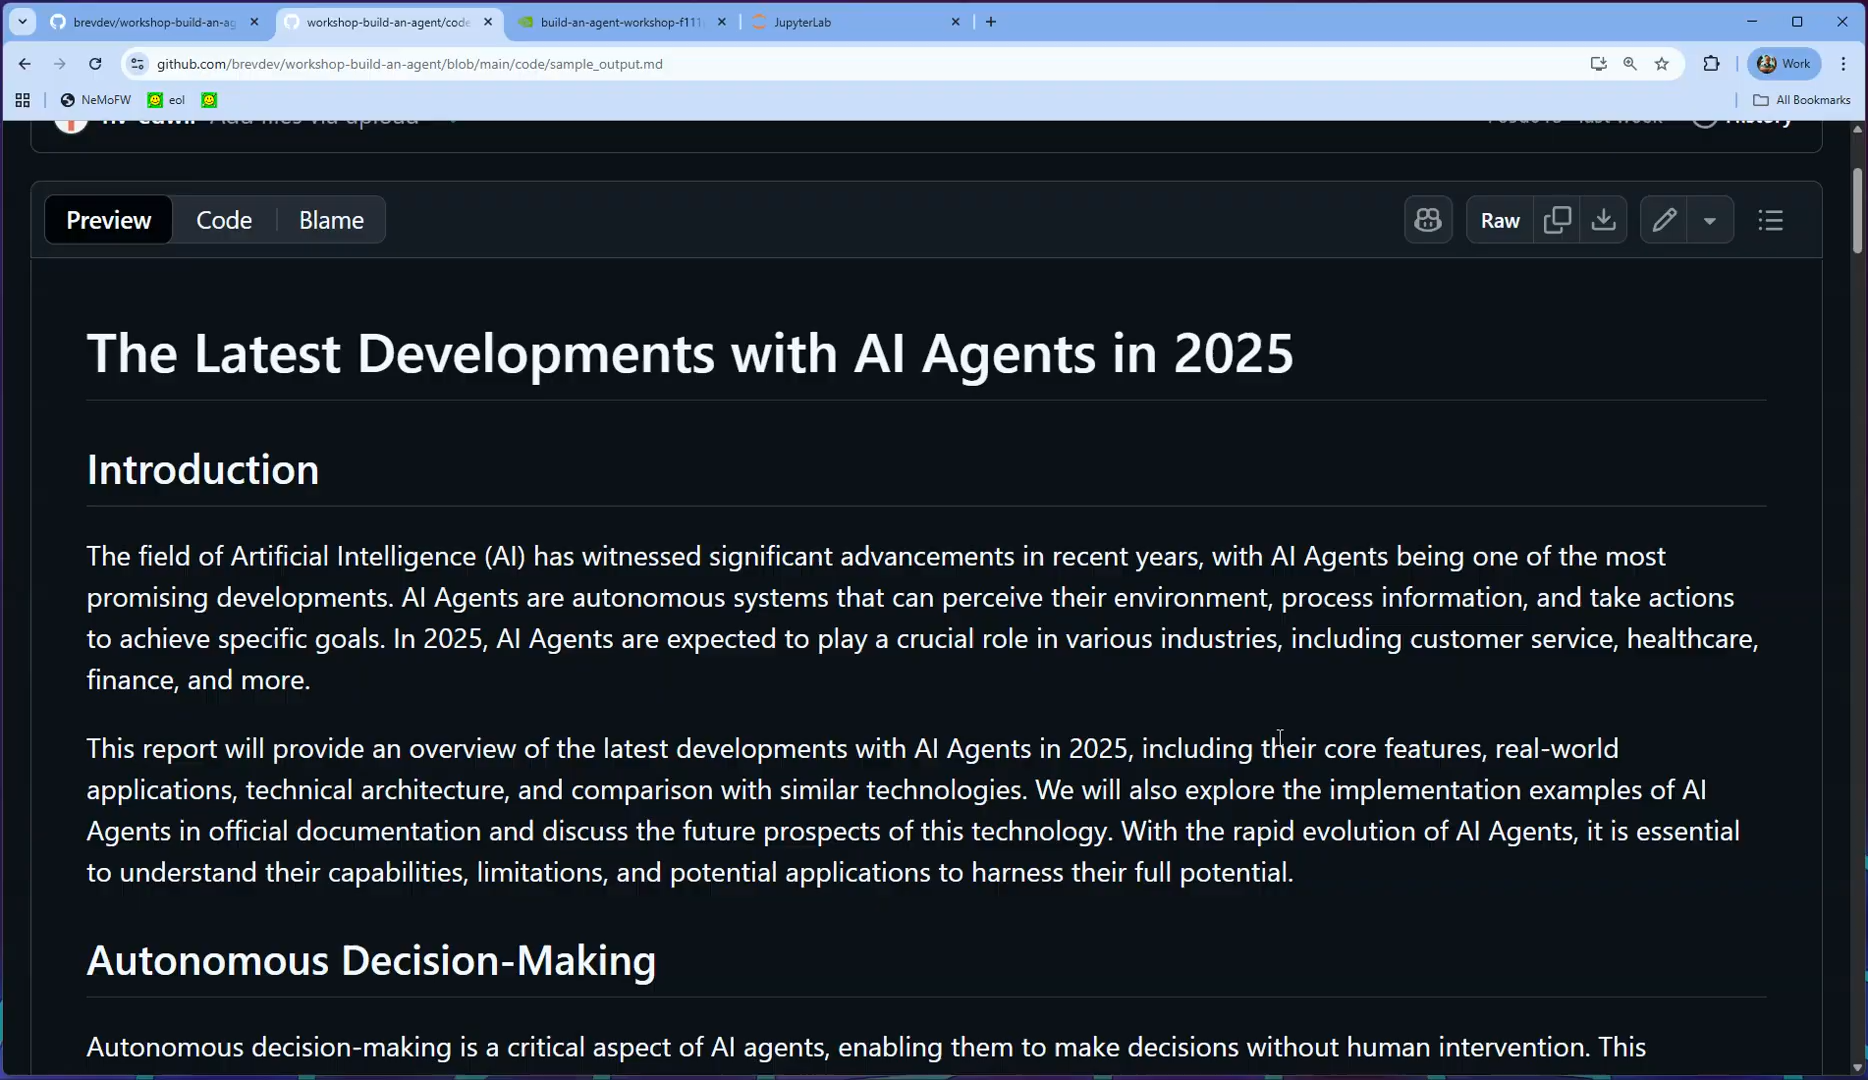 brevdev/workshop-build-an-ag
workshop-build-an-agent/code
build-an-agent-workshop-f111
JupyterLab
github.com/brevdev/workshop-build-an-agent/blob/main/code/sample_output.md
Work
NeMoFW
eol
All Bookmarks
Add files via upload
last week
History
Preview
Code
Blame
Raw
The Latest Developments with AI Agents in 2025
Introduction
The field of Artificial Intelligence (AI) has witnessed significant advancements in recent years, with AI Agents being one of the most
promising developments. AI Agents are autonomous systems that can perceive their environment, process information, and take actions
to achieve specific goals. In 2025, AI Agents are expected to play a crucial role in various industries, including customer service, healthcare,
finance, and more.
This report will provide an overview of the latest developments with AI Agents in 2025, including their core features, real-world
applications, technical architecture, and comparison with similar technologies. We will also explore the implementation examples of AI
Agents in official documentation and discuss the future prospects of this technology. With the rapid evolution of AI Agents, it is essential
to understand their capabilities, limitations, and potential applications to harness their full potential.
Autonomous Decision-Making
Autonomous decision-making is a critical aspect of AI agents, enabling them to make decisions without human intervention. This